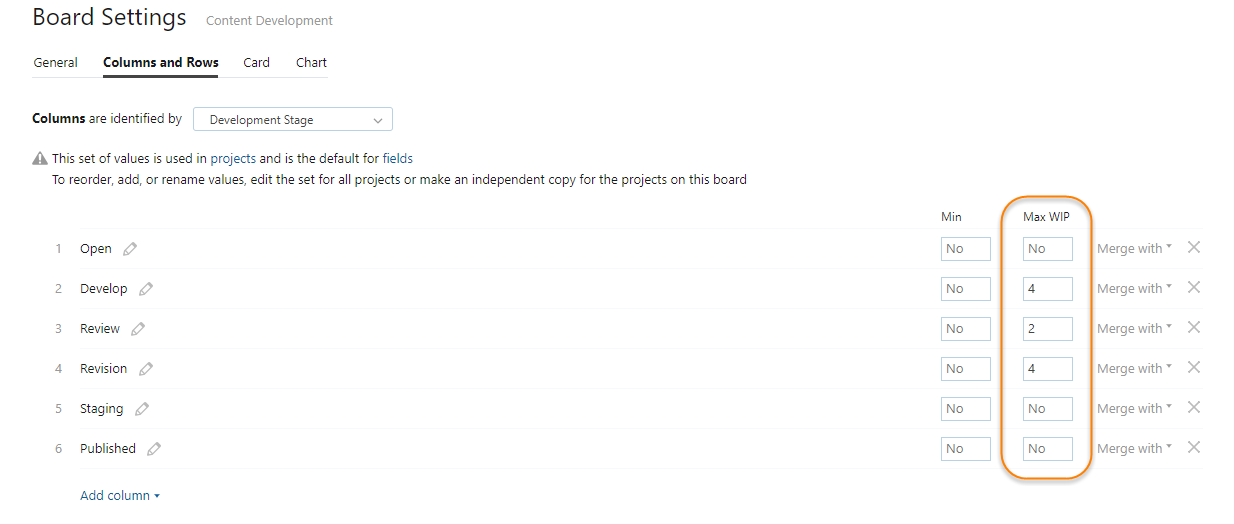 Board Settings Content Development
General Columns and Rows Card Chart
Columns are identified by Development Stage
This set of values is used in projects and is the default for fields
To reorder, add, or rename values, edit the set for all projects or make an independent copy for the projects on this board
Min Max WIP
1 Open No No Merge with
2 Develop No 4 Merge with
3 Review No 2 Merge with
4 Revision No 4 Merge with
5 Staging No No Merge with
6 Published No No Merge with
Add column